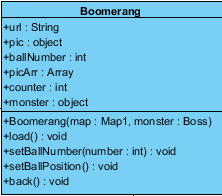 Boomerang
+url : String
+pic : object
+ballNumber : int
+picArr : Array
+counter : int
+monster : object
+Boomerang(map : Map1, monster : Boss)
+load() : void
+setBallNumber(number : int) : void
+setBallPosition() : void
+back() : void